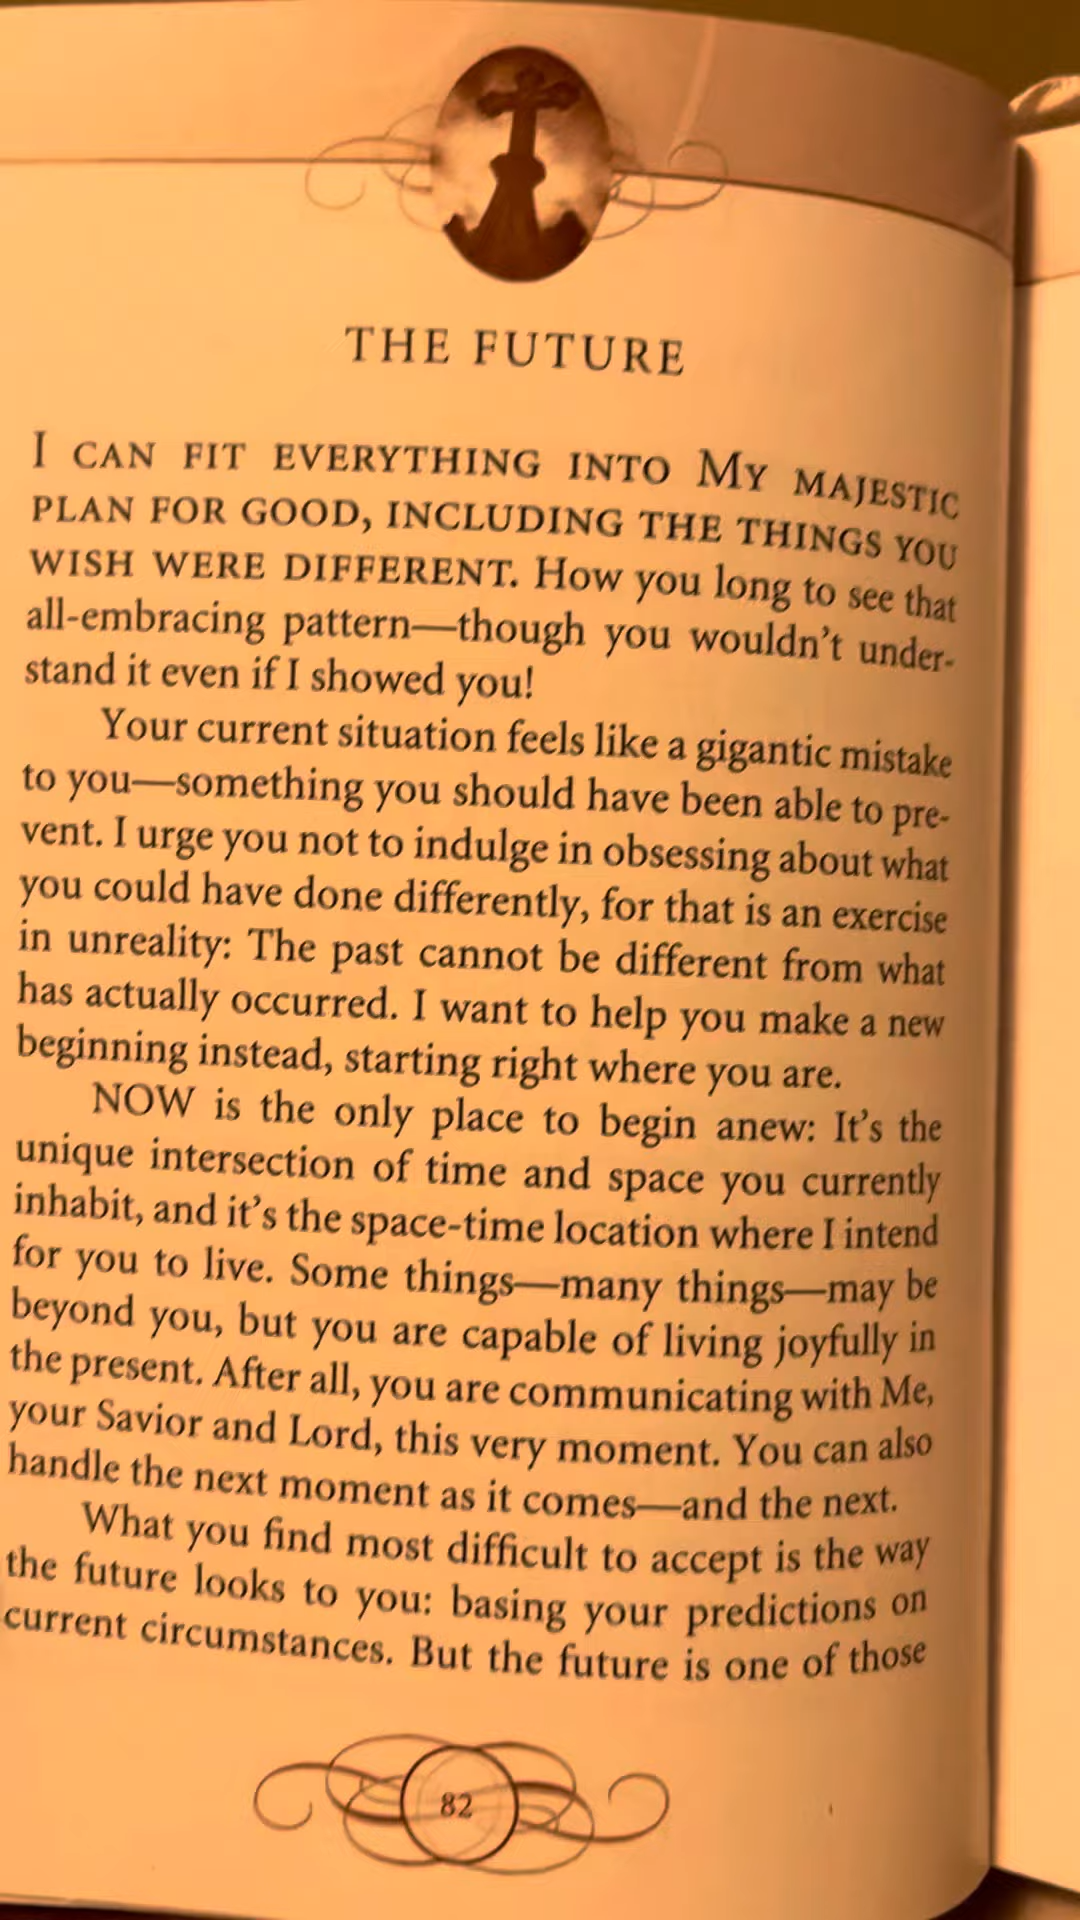 THE FUTURE
I CAN FIT EVERYTHING INTO MY MAJESTIC
PLAN FOR GOOD, INCLUDING THE THINGS YOU
WISH WERE DIFFERENT. How you long to see that
all-embracing pattern—though you wouldn't under-
stand it even if I showed you!
Your current situation feels like a gigantic mistake
to you—something you should have been able to pre-
vent. I urge you not to indulge in obsessing about what
you could have done differently, for that is an exercise
in unreality: The past cannot be different from what
has actually occurred. I want to help you make a new
beginning instead, starting right where you are.
NOW is the only place to begin anew: It's the
unique intersection of time and space you currently
inhabit, and it's the space-time location where I intend
for you to live. Some things—many things—may be
beyond you, but you are capable of living joyfully in
the present. After all, you are communicating with Me,
your Savior and Lord, this very moment. You can also
handle the next moment as it comes—and the next.
What you find most difficult to accept is the way
the future looks to you: basing your predictions on
current circumstances. But the future is one of those
82